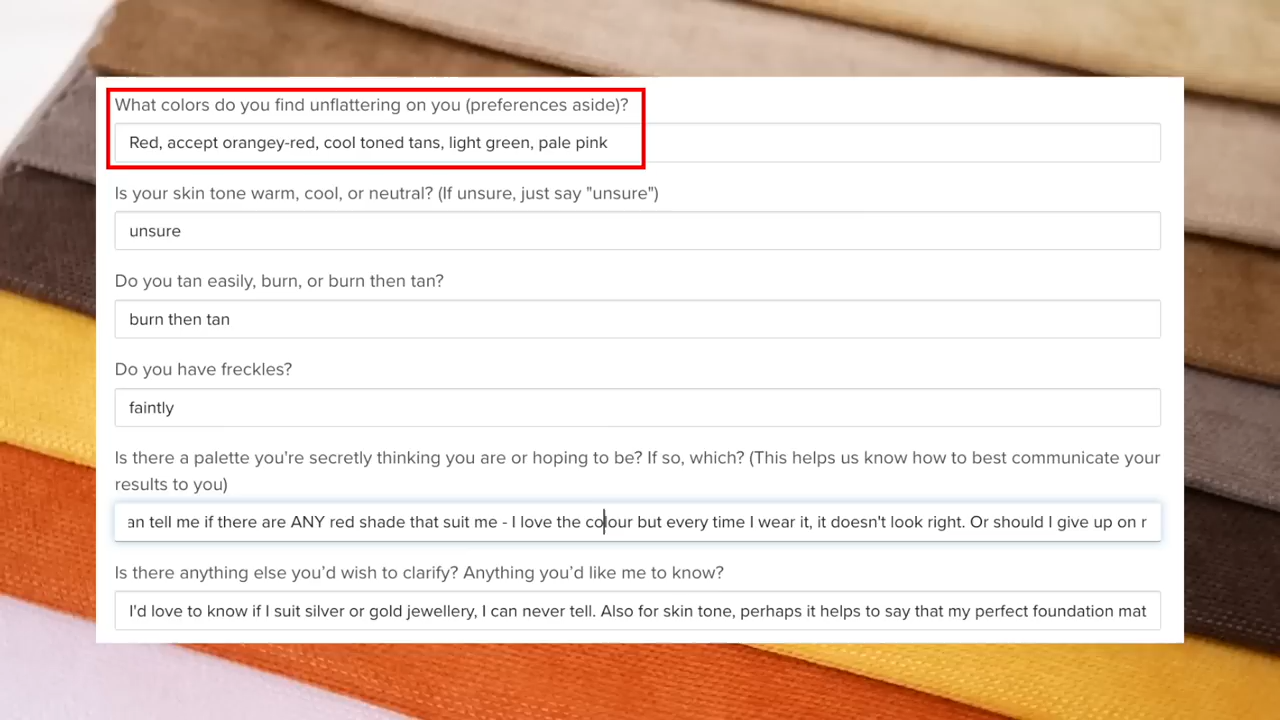 What colors do you find unflattering on you (preferences aside)?
Red, accept orangey-red, cool toned tans, light green, pale pink
Is your skin tone warm, cool, or neutral? (If unsure, just say "unsure")
unsure
Do you tan easily, burn, or burn then tan?
burn then tan
Do you have freckles?
faintly
Is there a palette you're secretly thinking you are or hoping to be? If so, which? (This helps us know how to best communicate your
results to you)
an tell me if there are ANY red shade that suit me - I love the colour but every time I wear it, it doesn't look right. Or should I give up on r
Is there anything else you’d wish to clarify? Anything you’d like me to know?
I'd love to know if I suit silver or gold jewellery, I can never tell. Also for skin tone, perhaps it helps to say that my perfect foundation mat